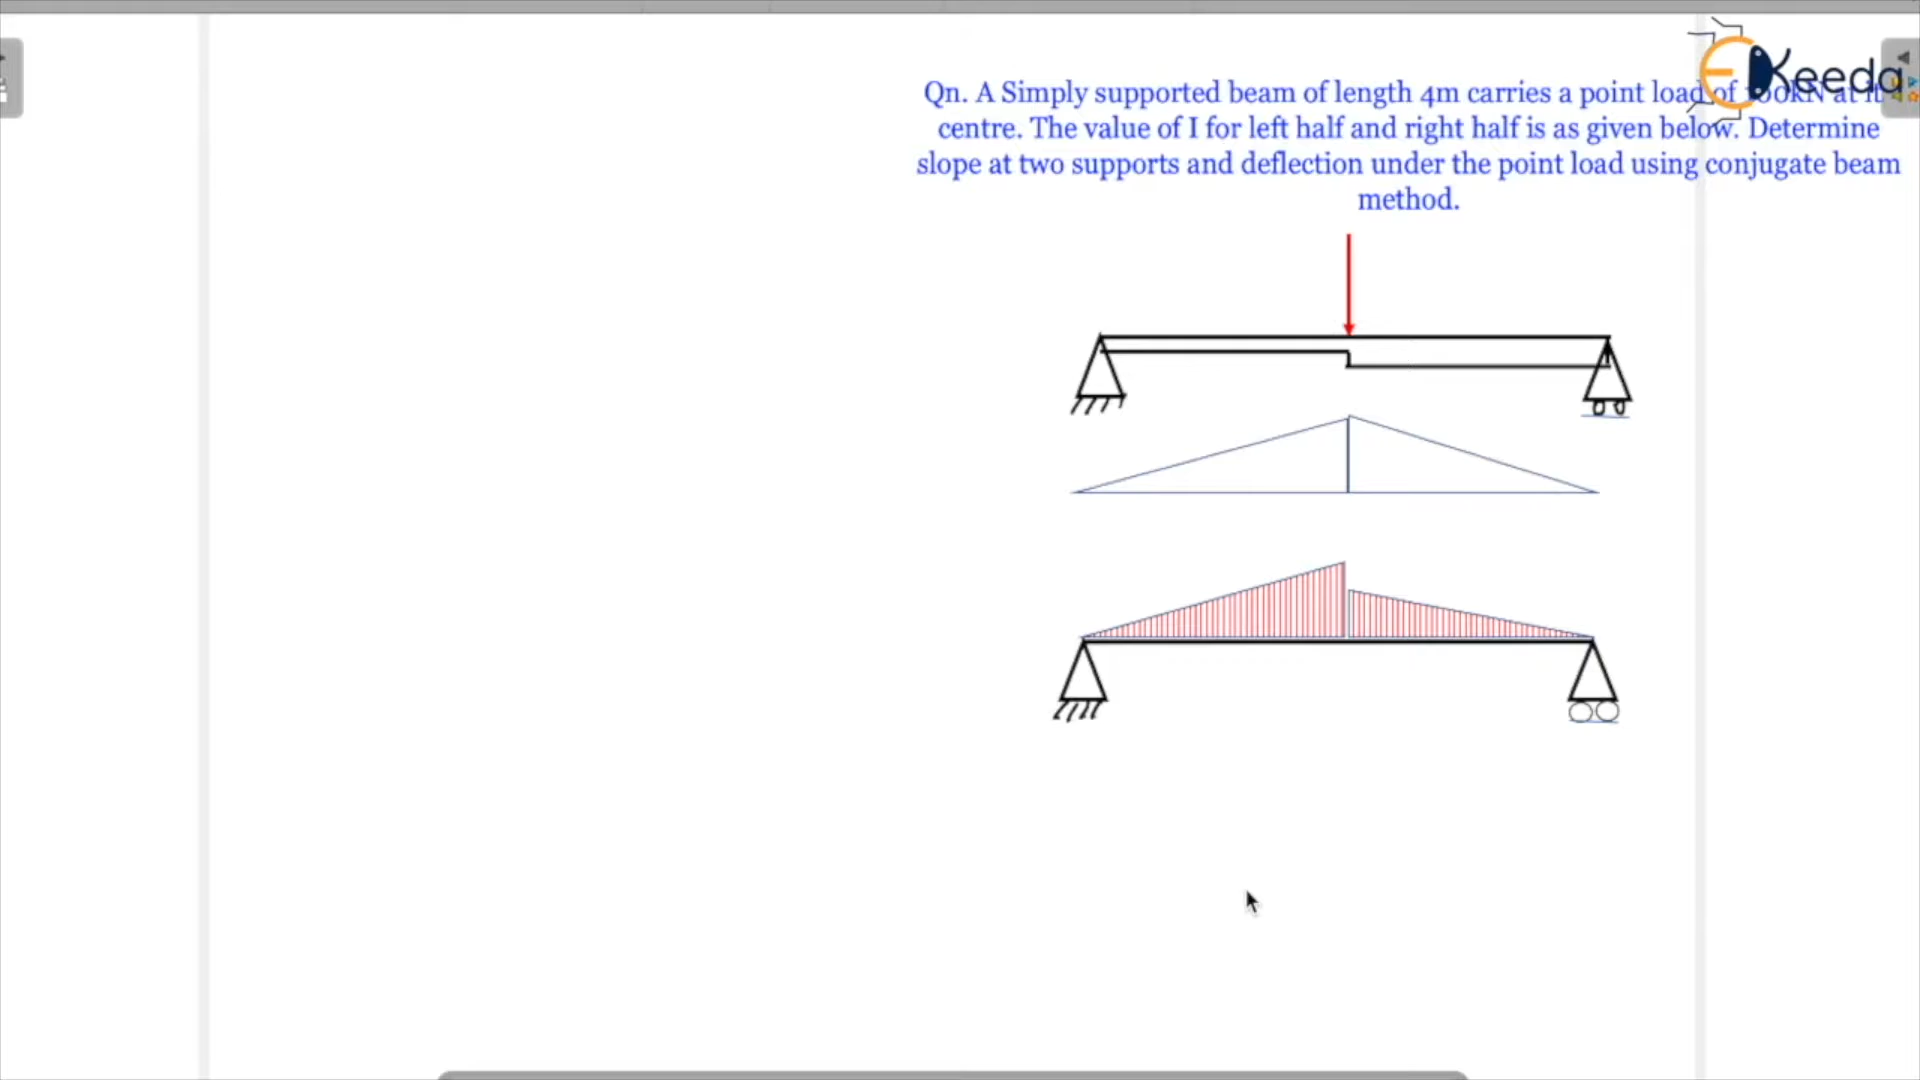 Keeda
Qn. A Simply supported beam of length 4m carries a point load of at
centre. The value of I for left half and right half is as given below. Determine
slope at two supports and deflection under the point load using conjugate beam
method.